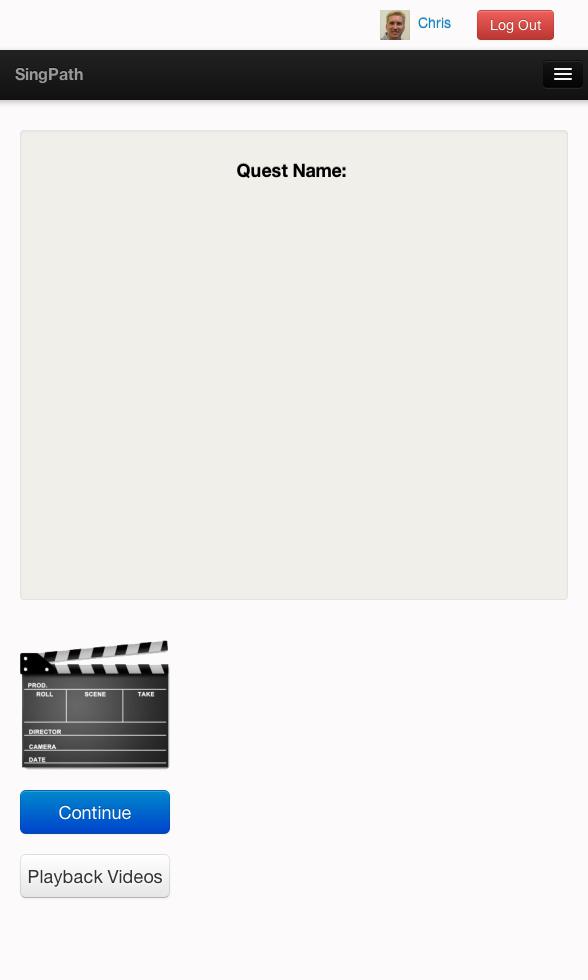 Chris
Log Out
SingPath
Quest Name:
PROD.
ROLL SCENE TAKE
DIRECTOR
CAMERA
DATE
Continue
Playback Videos